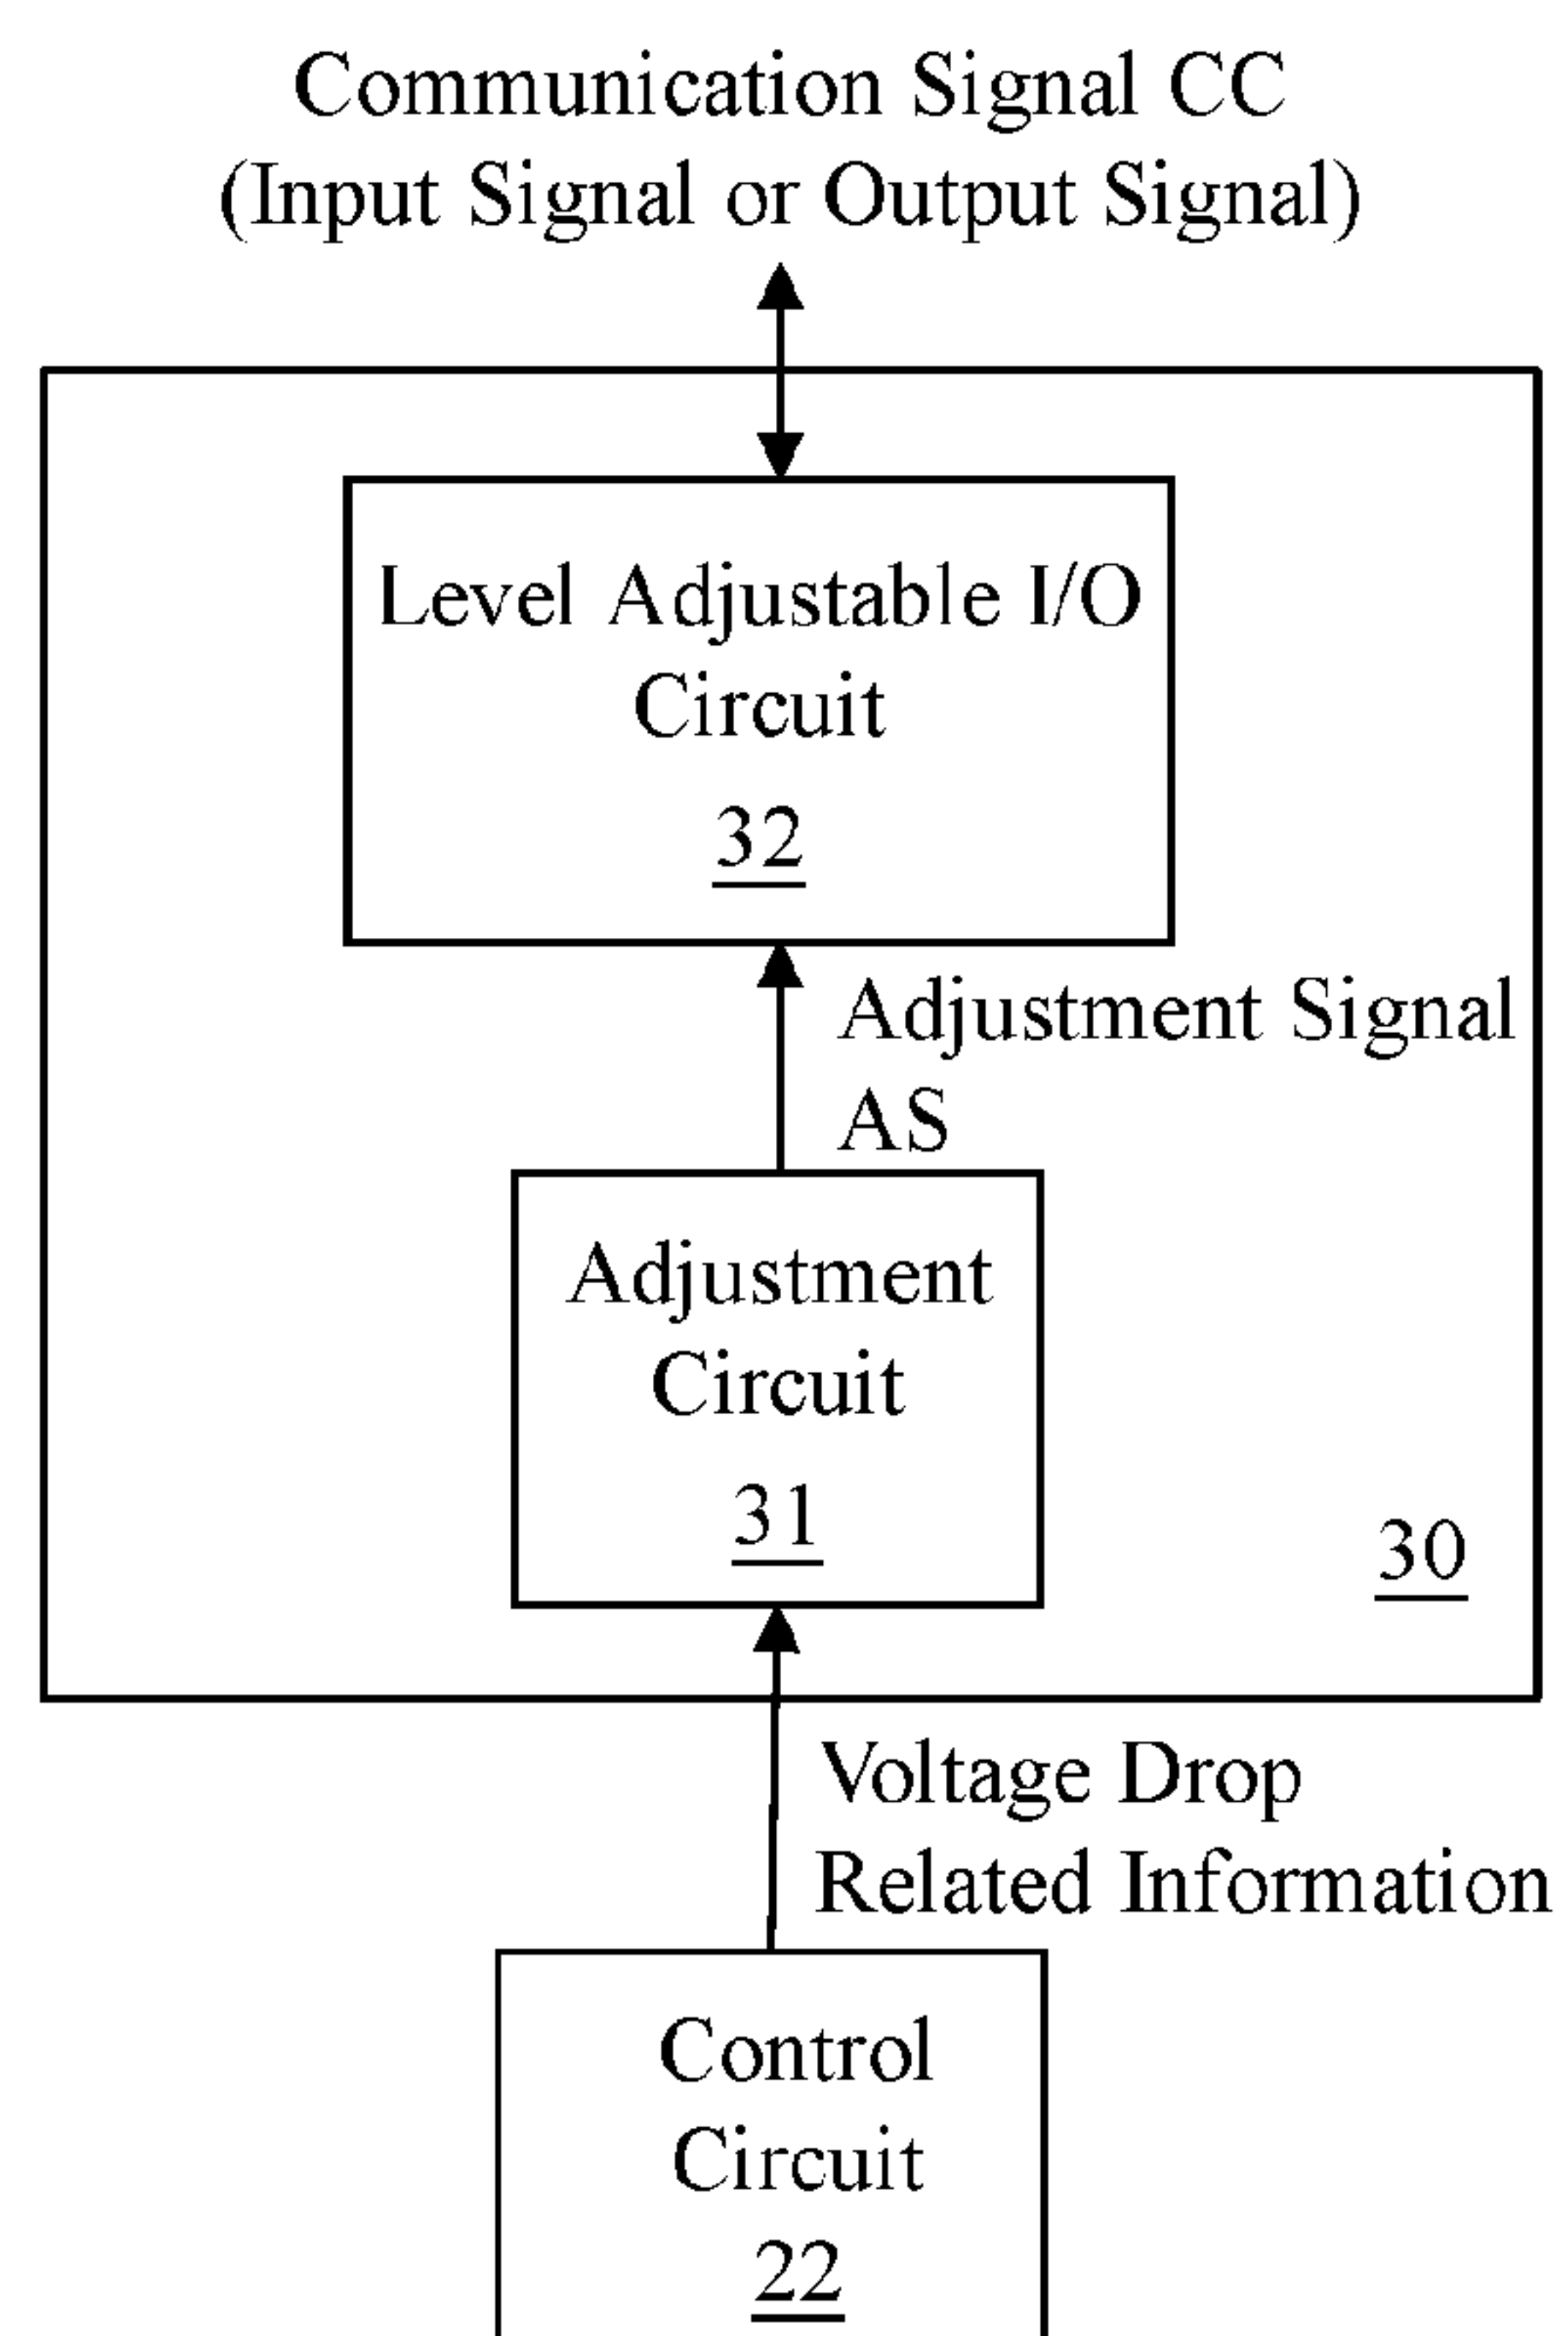 Communication Signal CC
(Input Signal or Output Signal)
Level Adjustable I/O
Circuit
32
Adjustment Signal
AS
Adjustment
Circuit
31
30
Voltage Drop
Related Information
Control
Circuit
22